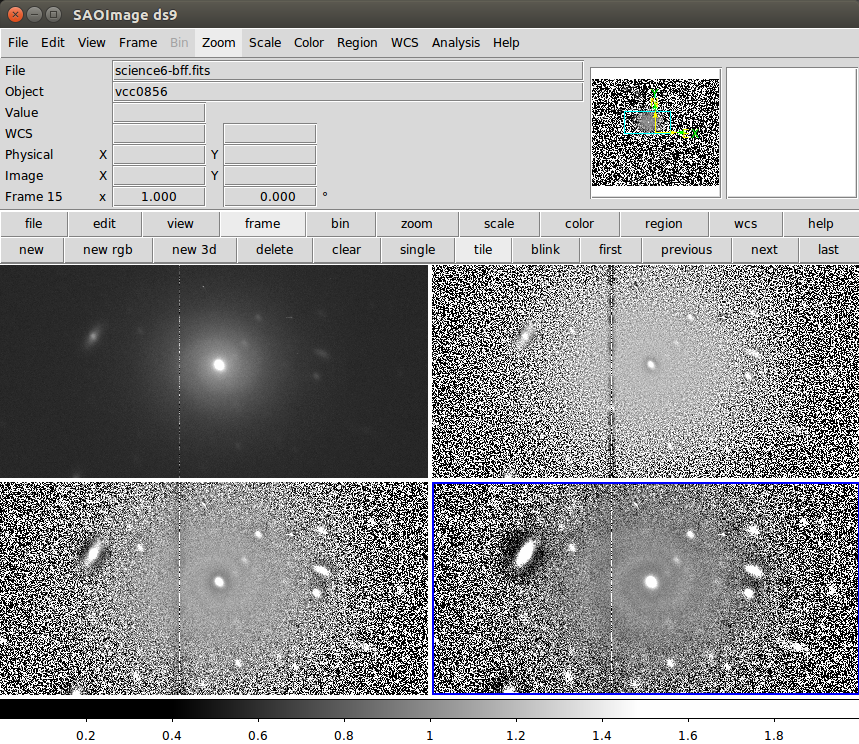 SAOImage ds9
File Edit View Frame Bin Zoom Scale Color Region WCS Analysis Help
File science6-bff.fits
Object vcc0856
Value
WCS
Physical X Y
Image X Y
Frame 15 x 1.000 0.000 °
file edit view frame bin zoom scale color region wcs help
new new rgb new 3d delete clear single tile blink first previous next last
0.2 0.4 0.6 0.8 1 1.2 1.4 1.6 1.8